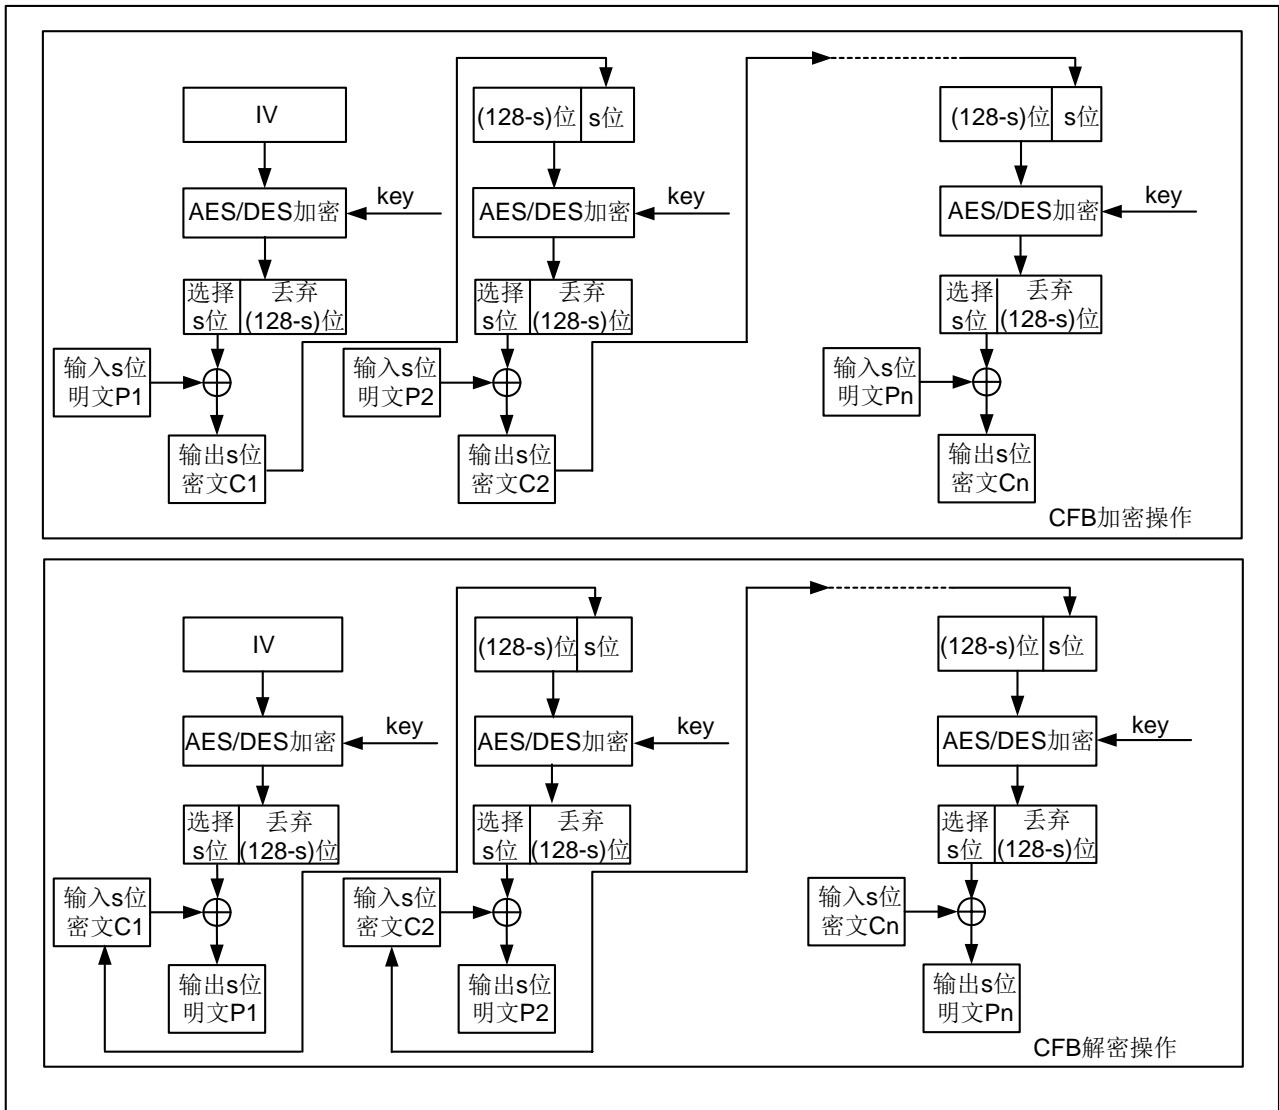 IV
(128-s)位
s位
(128-s)位
s位
AES/DES加密
key
AES/DES加密
key
AES/DES加密
key
选择
s位
丢弃
(128-s)位
选择
s位
丢弃
(128-s)位
选择
s位
丢弃
(128-s)位
输入s位
明文P1
输入s位
明文P2
输入s位
明文Pn
输出s位
密文C1
输出s位
密文C2
输出s位
密文Cn
CFB加密操作
IV
(128-s)位
s位
(128-s)位
s位
AES/DES加密
key
AES/DES加密
key
AES/DES加密
key
选择
s位
丢弃
(128-s)位
选择
s位
丢弃
(128-s)位
选择
s位
丢弃
(128-s)位
输入s位
密文C1
输入s位
密文C2
输入s位
密文Cn
输出s位
明文P1
输出s位
明文P2
输出s位
明文Pn
CFB解密操作